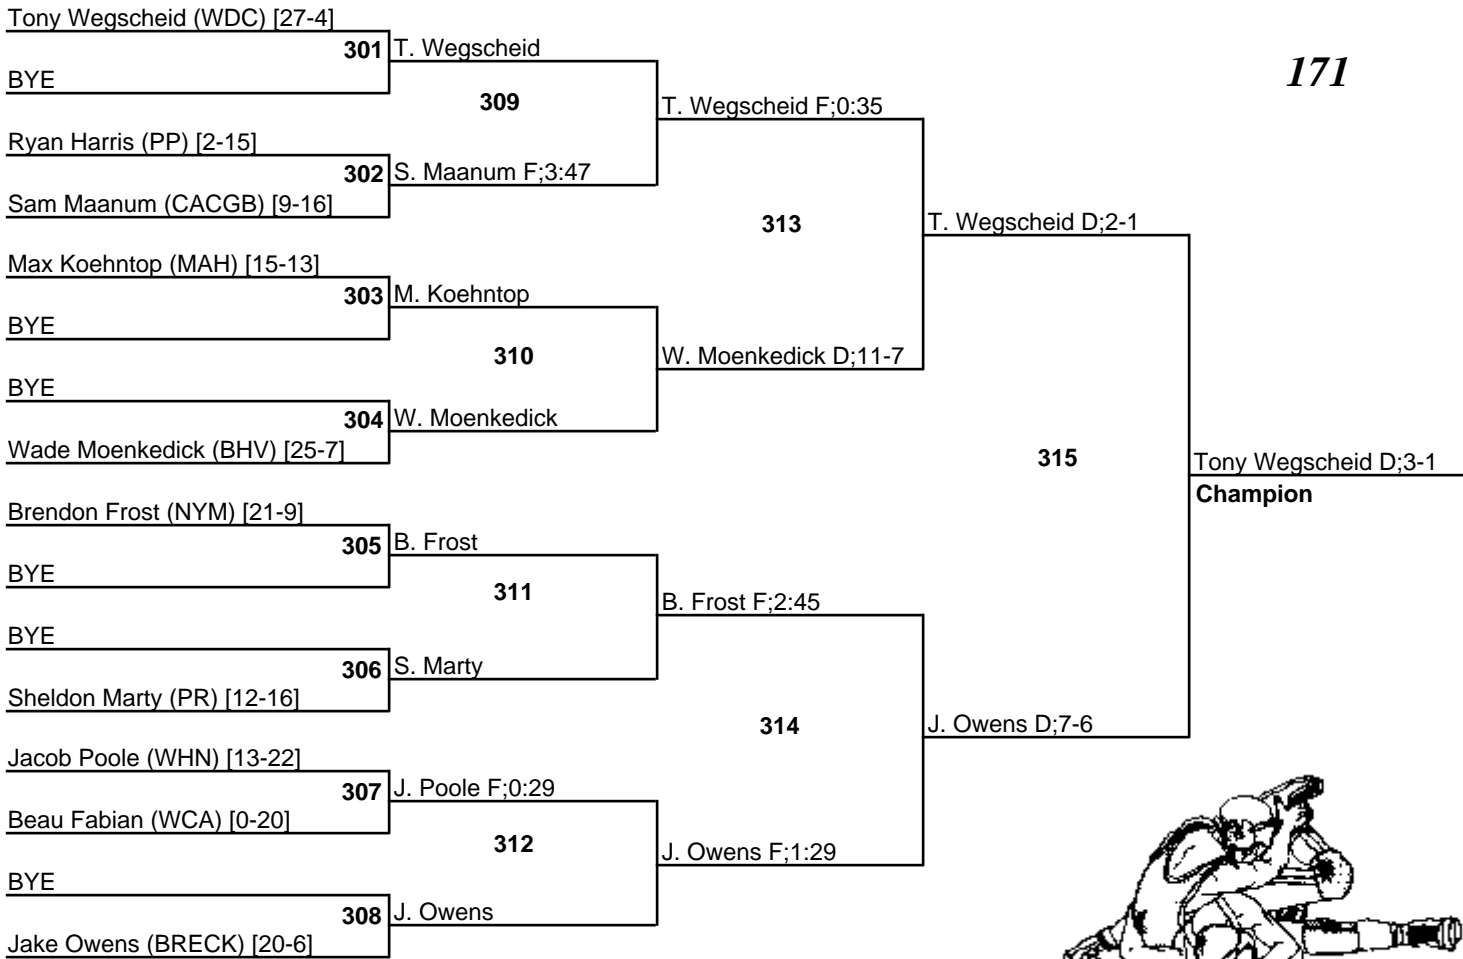 Tony Wegscheid (WDC) [27-4]
301
T. Wegscheid
BYE
309
T. Wegscheid F;0:35
171
Ryan Harris (PP) [2-15]
302
S. Maanum F;3:47
Sam Maanum (CACGB) [9-16]
313
T. Wegscheid D;2-1
Max Koehntop (MAH) [15-13]
303
M. Koehntop
BYE
310
W. Moenkedick D;11-7
BYE
304
W. Moenkedick
Wade Moenkedick (BHV) [25-7]
315
Tony Wegscheid D;3-1
Champion
Brendon Frost (NYM) [21-9]
305
B. Frost
BYE
311
B. Frost F;2:45
BYE
306
S. Marty
Sheldon Marty (PR) [12-16]
314
J. Owens D;7-6
Jacob Poole (WHN) [13-22]
307
J. Poole F;0:29
Beau Fabian (WCA) [0-20]
312
J. Owens F;1:29
BYE
308
J. Owens
Jake Owens (BRECK) [20-6]